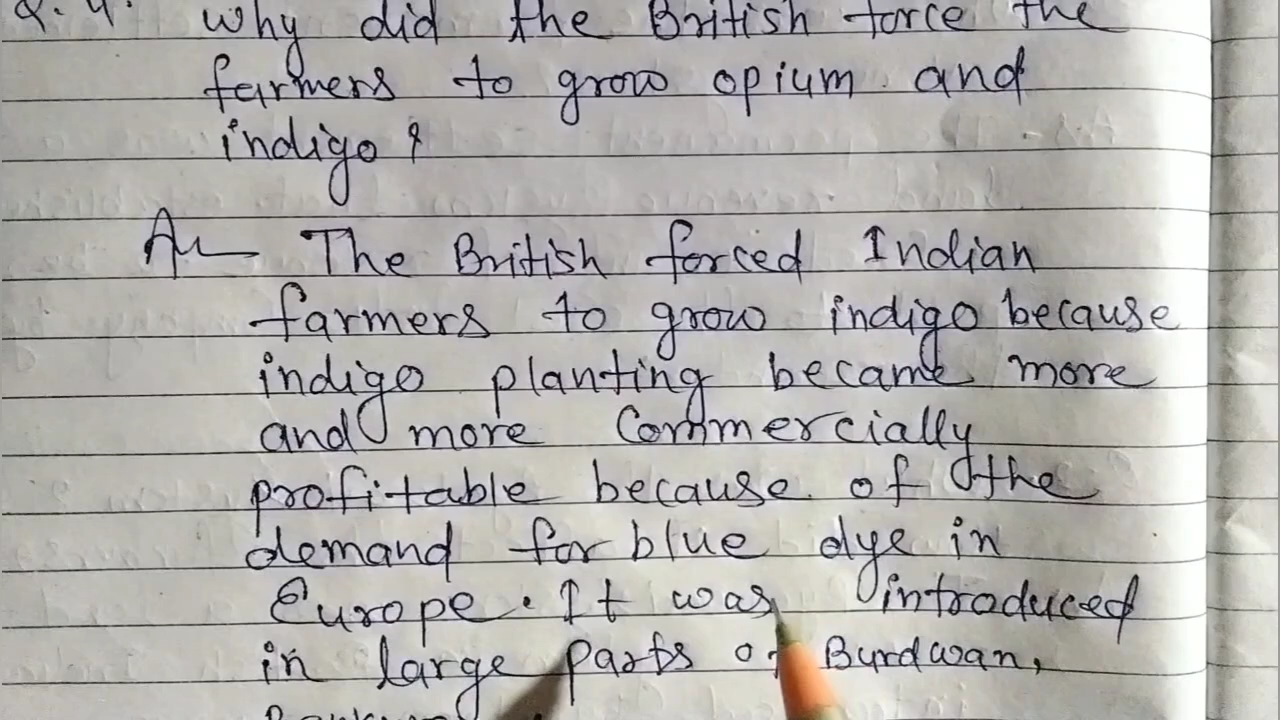 Q. 4. Why did the British force the
farmers to grow opium and
indigo ?
An The British forced Indian
farmers to grow indigo because
indigo planting became more
and more Commercially
profitable because of the
demand for blue dye in
Europe. It was introduced
in large parts of Burdwan,